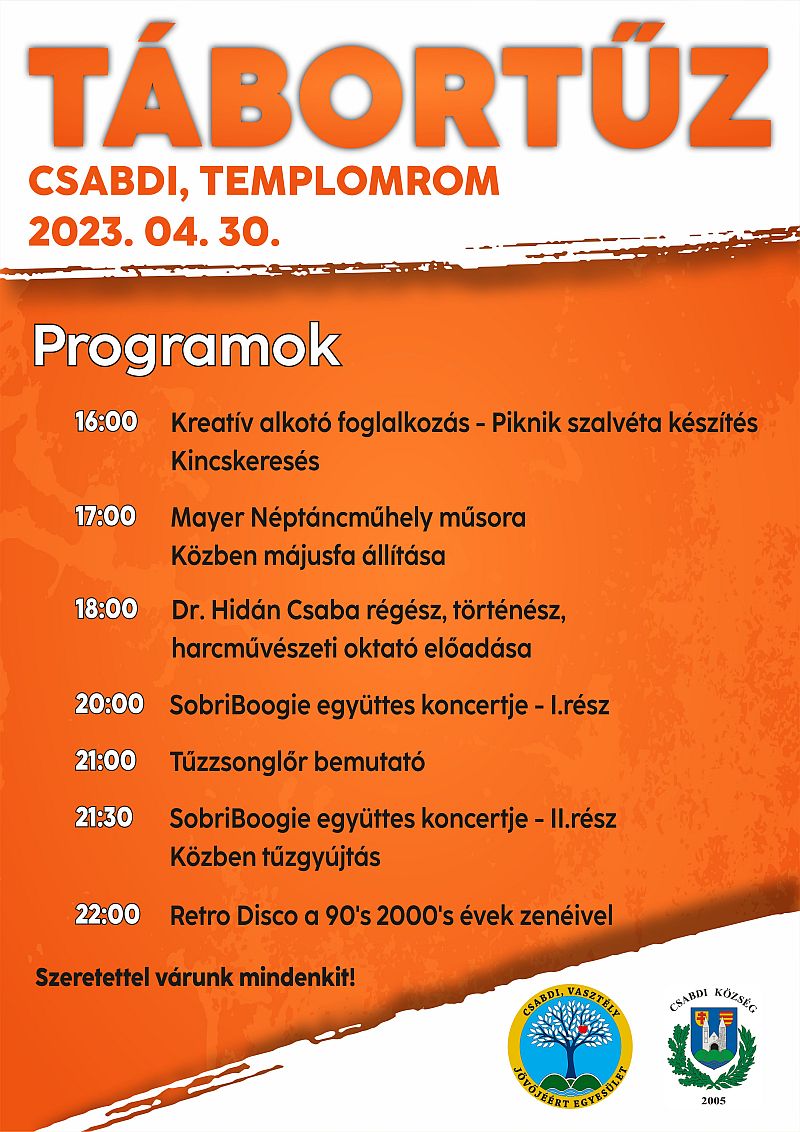 TÁBORTŰZ
CSABDI, TEMPLOMROM
2023. 04. 30.
Programok
16:00 Kreatív alkotó foglalkozás - Piknik szalvéta készítés
Kincskeresés
17:00 Mayer Néptáncműhely műsora
Közben májusfa állítása
18:00 Dr. Hidán Csaba régész, történész,
harcművészeti oktató előadása
20:00 SobriBoogie együttes koncertje - I.rész
21:00 Tűzzsonglőr bemutató
21:30 SobriBoogie együttes koncertje - II.rész
Közben tűzgyújtás
22:00 Retro Disco a 90's 2000's évek zenéivel
Szeretettel várunk mindenkit!
CSABDI, VASZTÉLY
JÖVŐJÉÉRT EGYESÜLET
CSABDI KÖZSÉG
2005